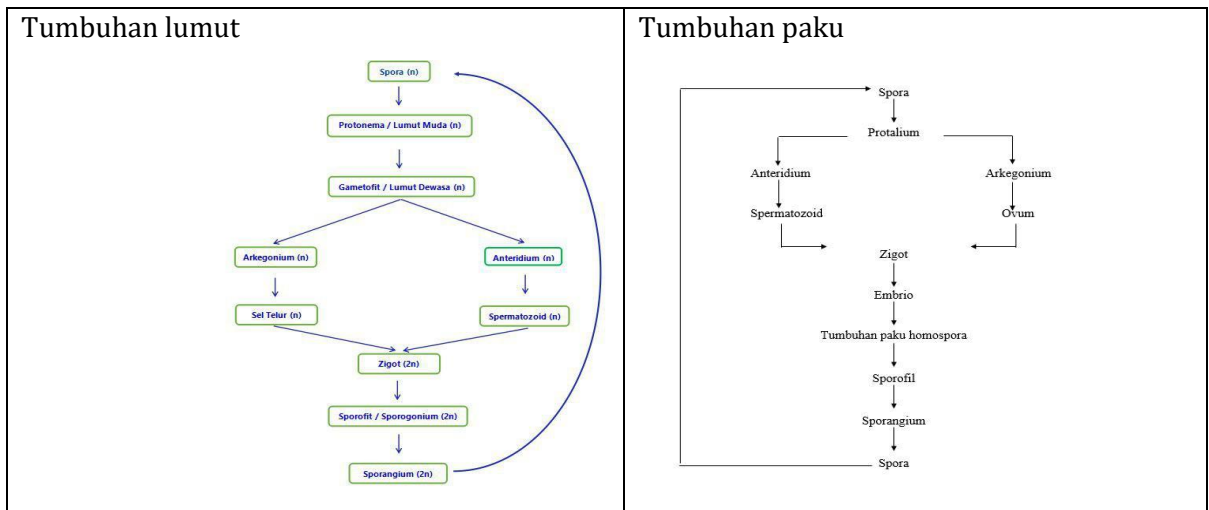 Tumbuhan lumut
Spora (n)
Protonema / Lumut Muda (n)
Gametofit / Lumut Dewasa (n)
Arkegonium (n)
Anteridium (n)
Sel Telur (n)
Spermatozoid (n)
Zigot (2n)
Sporofit / Sporogonium (2n)
Sporangium (2n)
Tumbuhan paku
Spora
Protalium
Anteridium
Arkegonium
Spermatozoid
Ovum
Zigot
Embrio
Tumbuhan paku homospora
Sporofil
Sporangium
Spora